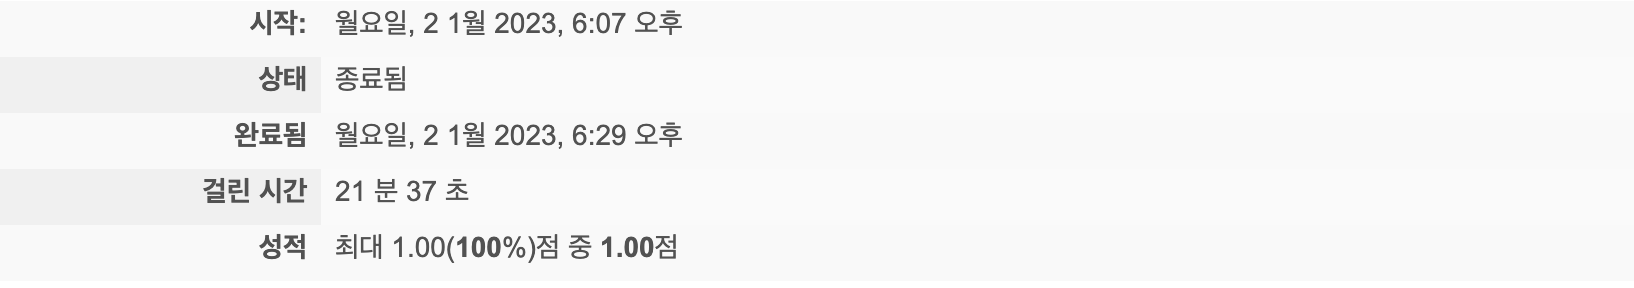 시작: 월요일, 2 1월 2023, 6:07 오후
상태 종료됨
완료됨 월요일, 2 1월 2023, 6:29 오후
걸린 시간 21 분 37 초
성적 최대 1.00(100%)점 중 1.00점